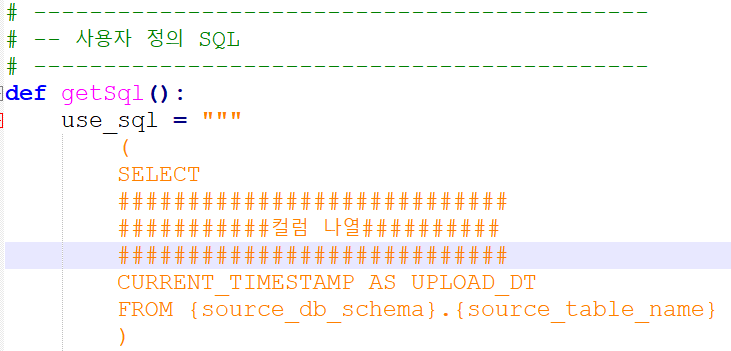 # --------------------------------------------
# -- 사용자 정의 SQL
# --------------------------------------------
def getSql():
    use_sql = """
        (
        SELECT
        ############################
        ###########컬럼 나열##########
        ############################
        CURRENT_TIMESTAMP AS UPLOAD_DT
        FROM {source_db_schema}.{source_table_name}
        )